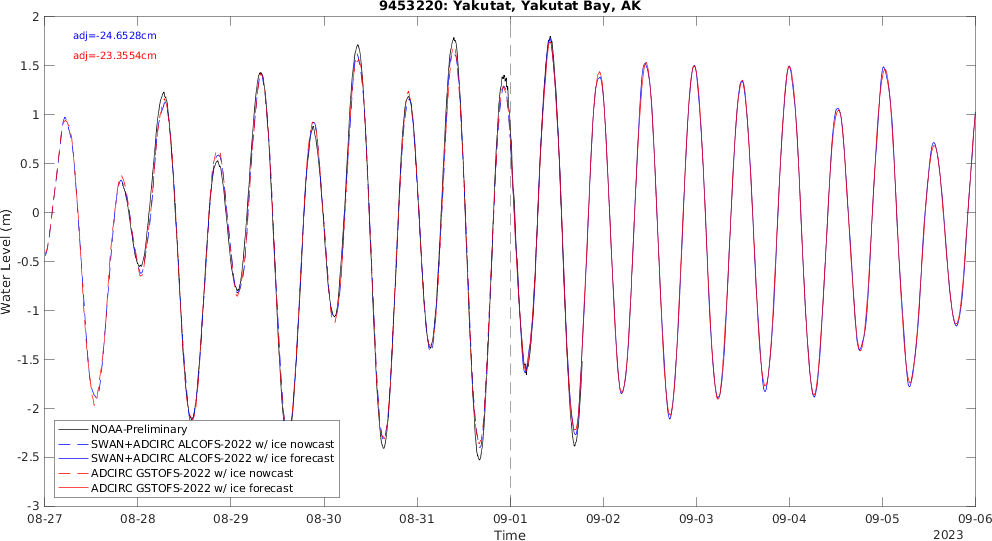 9453220: Yakutat, Yakutat Bay, AK
adj=-24.6528cm
adj=-23.3554cm
2
1.5
1
0.5
0
-0.5
-1
-1.5
-2
-2.5
-3
Water Level (m)
NOAA-Preliminary
SWAN+ADCIRC ALCOFS-2022 w/ ice nowcast
SWAN+ADCIRC ALCOFS-2022 w/ ice forecast
ADCIRC GSTOFS-2022 w/ ice nowcast
ADCIRC GSTOFS-2022 w/ ice forecast
08-27 08-28 08-29 08-30 08-31 09-01 09-02 09-03 09-04 09-05 09-06
Time
2023